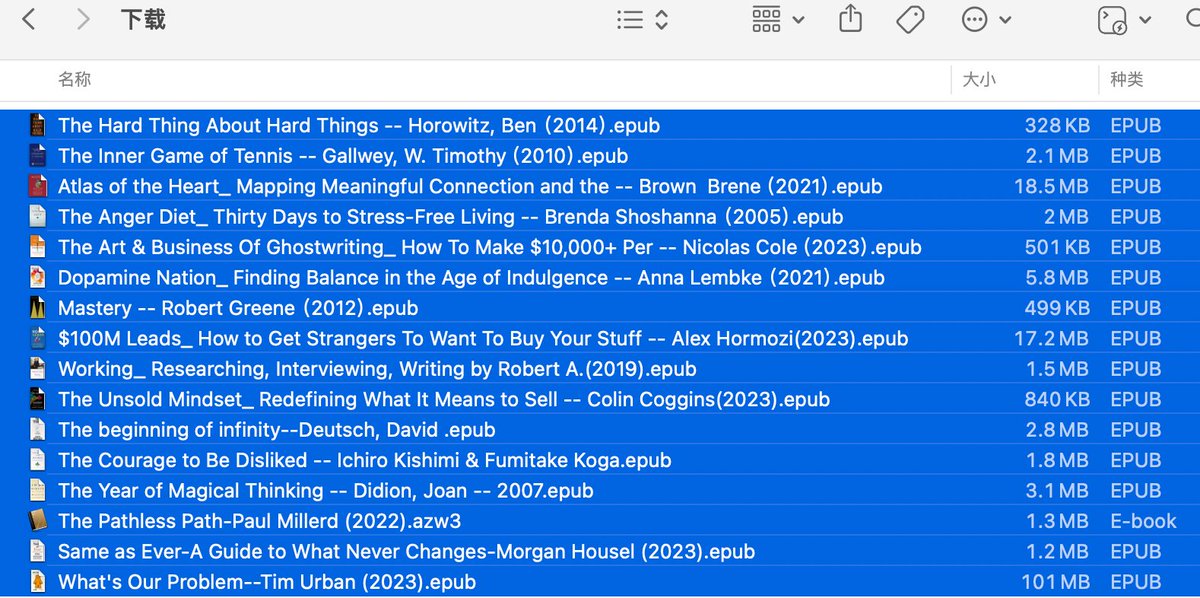 下载
名称 大小 种类
The Hard Thing About Hard Things -- Horowitz, Ben (2014).epub 328 KB EPUB
The Inner Game of Tennis -- Gallwey, W. Timothy (2010).epub 2.1 MB EPUB
Atlas of the Heart_ Mapping Meaningful Connection and the -- Brown  Brene (2021).epub 18.5 MB EPUB
The Anger Diet_ Thirty Days to Stress-Free Living -- Brenda Shoshanna (2005).epub 2 MB EPUB
The Art & Business Of Ghostwriting_ How To Make $10,000+ Per -- Nicolas Cole (2023).epub 501 KB EPUB
Dopamine Nation_ Finding Balance in the Age of Indulgence -- Anna Lembke (2021).epub 5.8 MB EPUB
Mastery -- Robert Greene (2012).epub 499 KB EPUB
$100M Leads_ How to Get Strangers To Want To Buy Your Stuff -- Alex Hormozi(2023).epub 17.2 MB EPUB
Working_ Researching, Interviewing, Writing by Robert A.(2019).epub 1.5 MB EPUB
The Unsold Mindset_ Redefining What It Means to Sell -- Colin Coggins(2023).epub 840 KB EPUB
The beginning of infinity--Deutsch, David .epub 2.8 MB EPUB
The Courage to Be Disliked -- Ichiro Kishimi & Fumitake Koga.epub 1.8 MB EPUB
The Year of Magical Thinking -- Didion, Joan -- 2007.epub 3.1 MB EPUB
The Pathless Path-Paul Millerd (2022).azw3 1.3 MB E-book
Same as Ever-A Guide to What Never Changes-Morgan Housel (2023).epub 1.2 MB EPUB
What's Our Problem--Tim Urban (2023).epub 101 MB EPUB